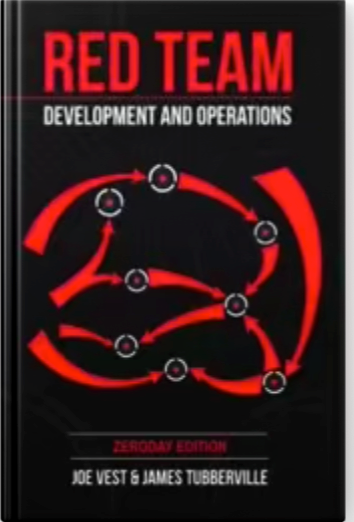 RED TEAM
DEVELOPMENT AND OPERATIONS
ZERODAY EDITION
JOE VEST & JAMES TUBBERVILLE